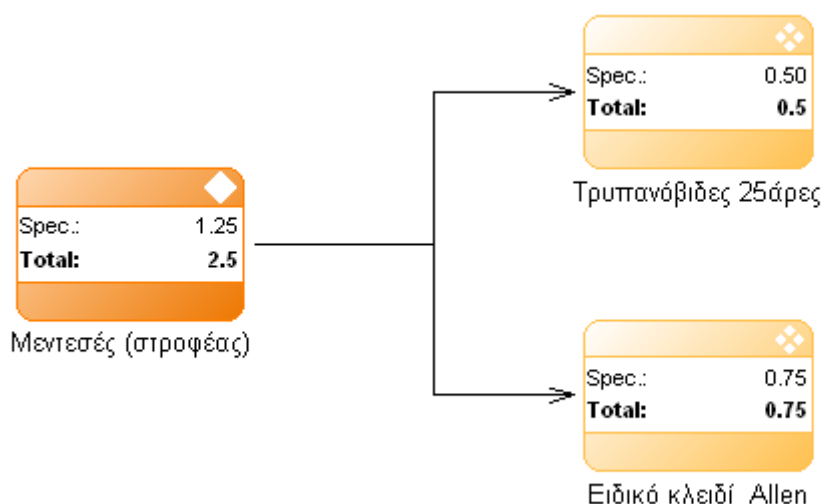 Spec.: 0.50
Total: 0.5
Τρυπανόβιδες 25άρες
Spec.: 1.25
Total: 2.5
Μεντεσές (στροφέας)
Spec.: 0.75
Total: 0.75
Ειδικό κλειδί Allen